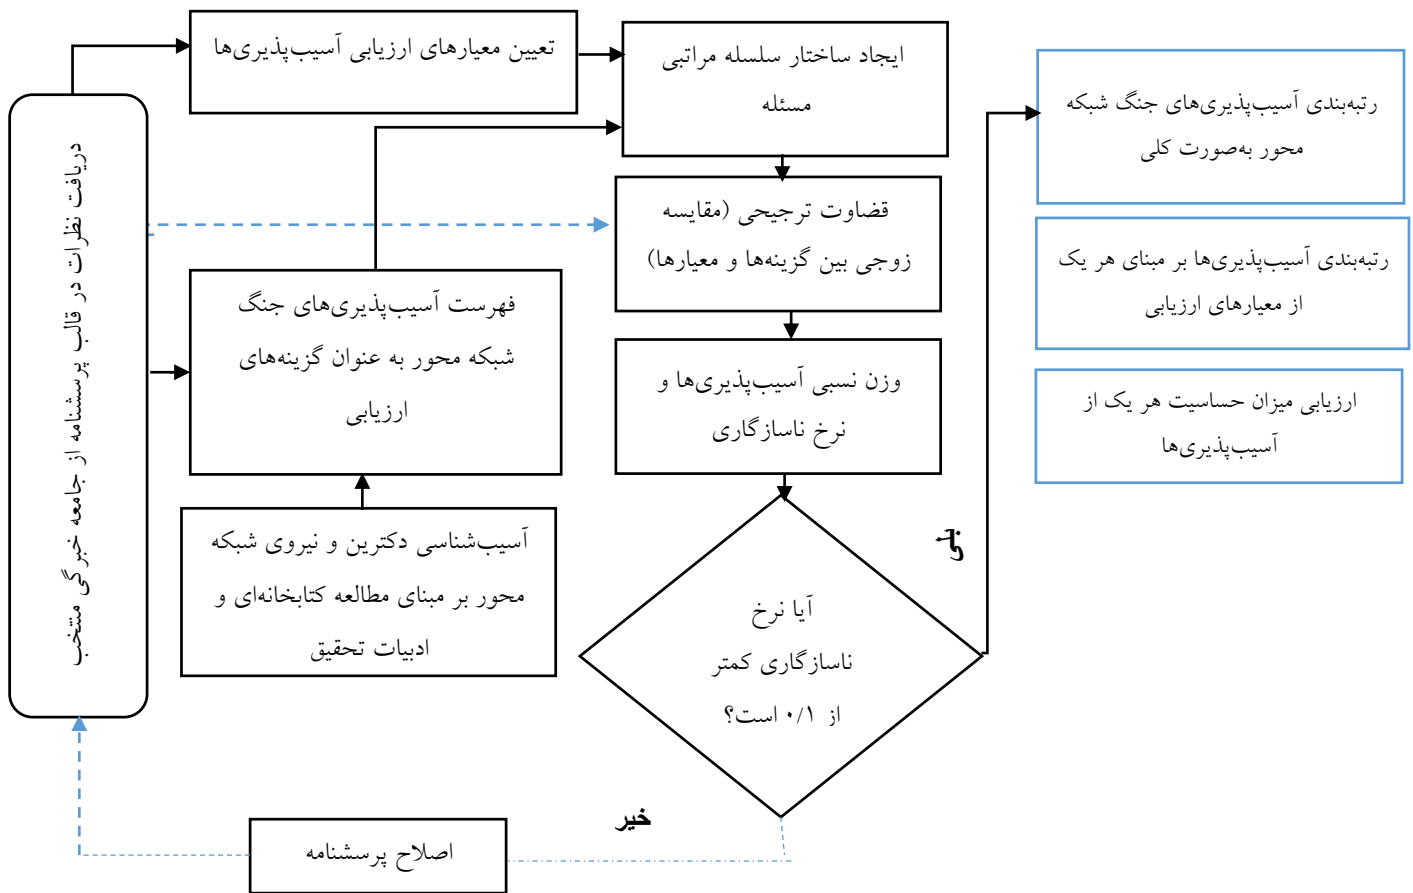 تعیین معیارهای ارزیابی آسیب‌پذیری‌ها
ایجاد ساختار سلسله مراتبی
مسئله
رتبه‌بندی آسیب‌پذیری‌های جنگ شبکه
محور به‌صورت کلی
دریافت نظرات در قالب پرسشنامه از جامعه خبرگی منتخب
قضاوت ترجیحی (مقایسه
زوجی بین گزینه‌ها و معیارها)
رتبه‌بندی آسیب‌پذیری‌ها بر مبنای هر یک
از معیارهای ارزیابی
فهرست آسیب‌پذیری‌های جنگ
شبکه محور به عنوان گزینه‌های
ارزیابی
وزن نسبی آسیب‌پذیری‌ها و
نرخ ناسازگاری
ارزیابی میزان حساسیت هر یک از
آسیب‌پذیری‌ها
آسیب‌شناسی دکترین و نیروی شبکه
محور بر مبنای مطالعه کتابخانه‌ای و
ادبیات تحقیق
بلی
آیا نرخ
ناسازگاری کمتر
از ۰/۱ است؟
خیر
اصلاح پرسشنامه